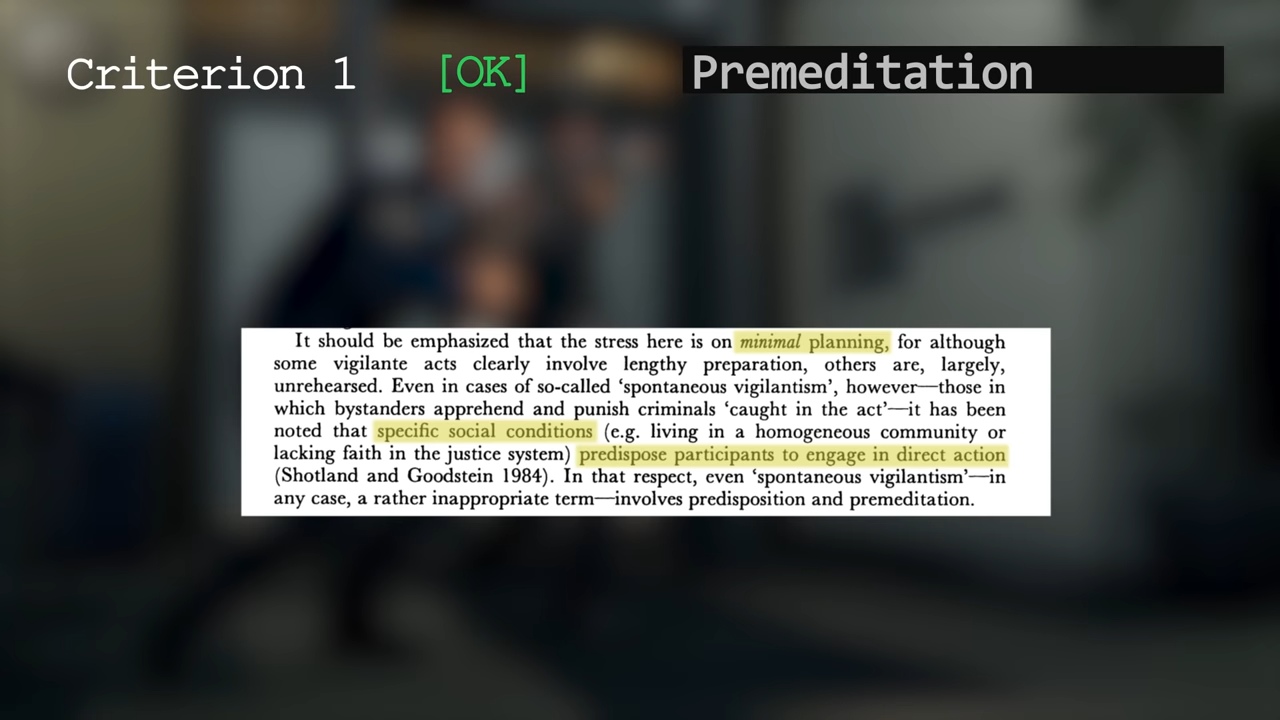 Criterion 1 [OK] Premeditation
It should be emphasized that the stress here is on minimal planning, for although
some vigilante acts clearly involve lengthy preparation, others are, largely,
unrehearsed. Even in cases of so-called ‘spontaneous vigilantism’, however—those in
which bystanders apprehend and punish criminals ‘caught in the act’—it has been
noted that specific social conditions (e.g. living in a homogeneous community or
lacking faith in the justice system) predispose participants to engage in direct action
(Shotland and Goodstein 1984). In that respect, even ‘spontaneous vigilantism’—in
any case, a rather inappropriate term—involves predisposition and premeditation.